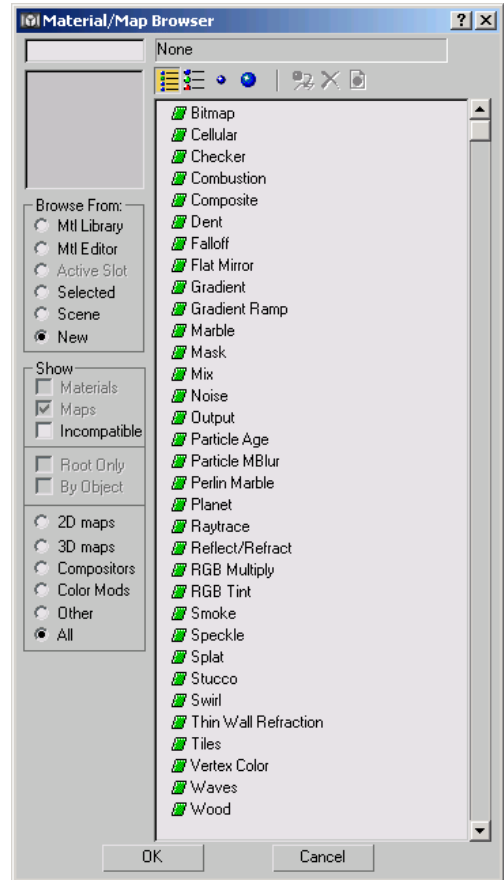 Material/Map Browser
None
Browse From:
Mtl Library
Mtl Editor
Active Slot
Selected
Scene
New
Show
Materials
Maps
Incompatible
Root Only
By Object
2D maps
3D maps
Compositors
Color Mods
Other
All
Bitmap
Cellular
Checker
Combustion
Composite
Dent
Falloff
Flat Mirror
Gradient
Gradient Ramp
Marble
Mask
Mix
Noise
Output
Particle Age
Particle MBlur
Perlin Marble
Planet
Raytrace
Reflect/Refract
RGB Multiply
RGB Tint
Smoke
Speckle
Splat
Stucco
Swirl
Thin Wall Refraction
Tiles
Vertex Color
Waves
Wood
OK
Cancel